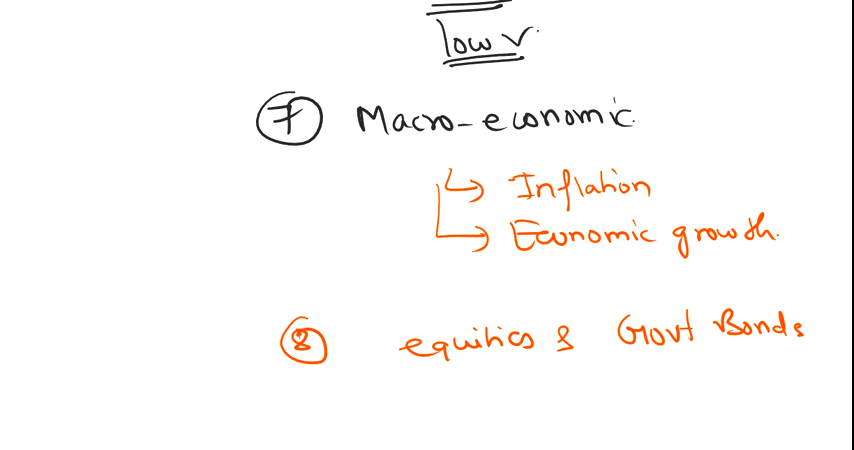 low v.
7 Macro-economic.
↳ Inflation
↳ Economic growth.
8 equities & Govt Bonds